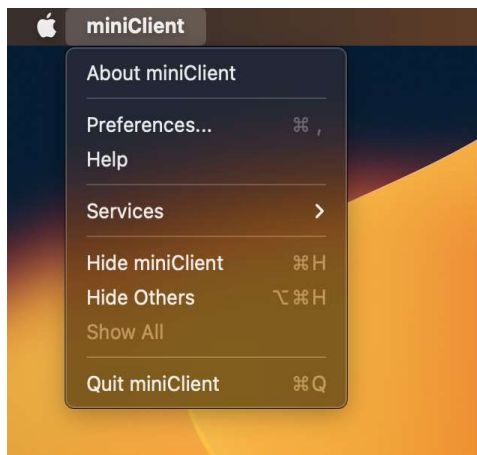 miniClient
About miniClient
Preferences... ⌘ ,
Help
Services
Hide miniClient ⌘H
Hide Others ⌥⌘H
Show All
Quit miniClient ⌘Q